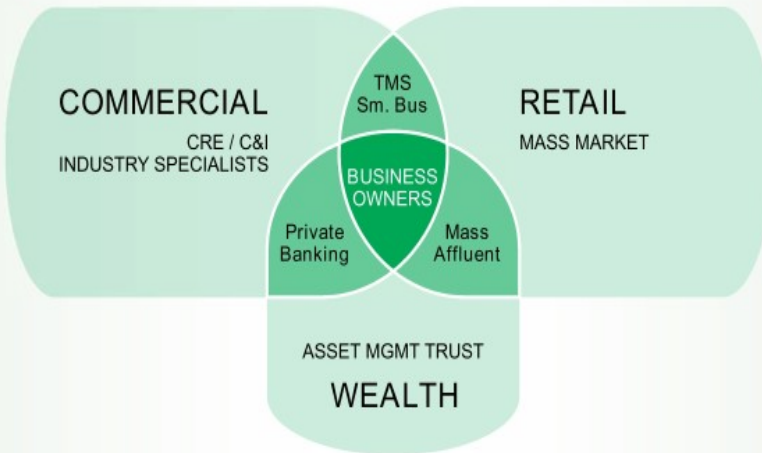 COMMERCIAL
CRE / C&I
INDUSTRY SPECIALISTS
TMS
Sm. Bus
RETAIL
MASS MARKET
BUSINESS
OWNERS
Private
Banking
Mass
Affluent
ASSET MGMT TRUST
WEALTH